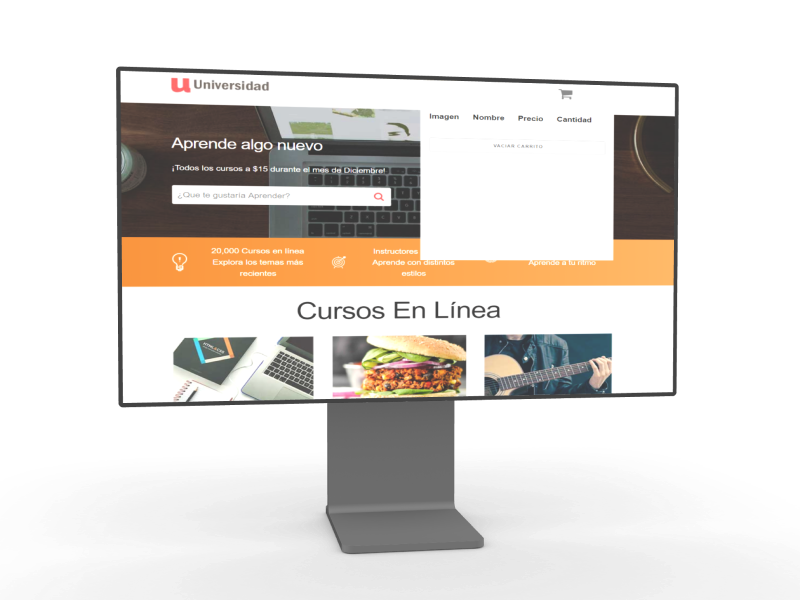 u Universidad
Imagen Nombre Precio Cantidad
VACIAR CARRITO
Aprende algo nuevo
¡Todos los cursos a $15 durante el mes de Diciembre!
¿Que te gustaría Aprender?
20,000 Cursos en línea
Explora los temas más
recientes
Instructores
Aprende con distintos
estilos
Aprende a tu ritmo
Cursos En Línea